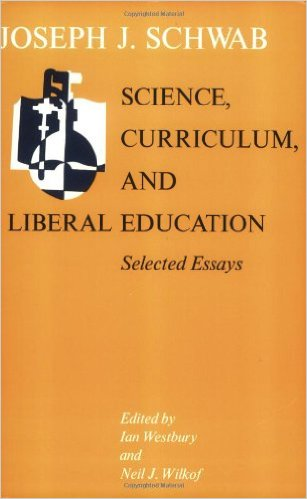 JOSEPH J. SCHWAB
SCIENCE,
CURRICULUM,
AND
LIBERAL EDUCATION
Selected Essays
Edited by
Ian Westbury
and
Neil J. Wilkof